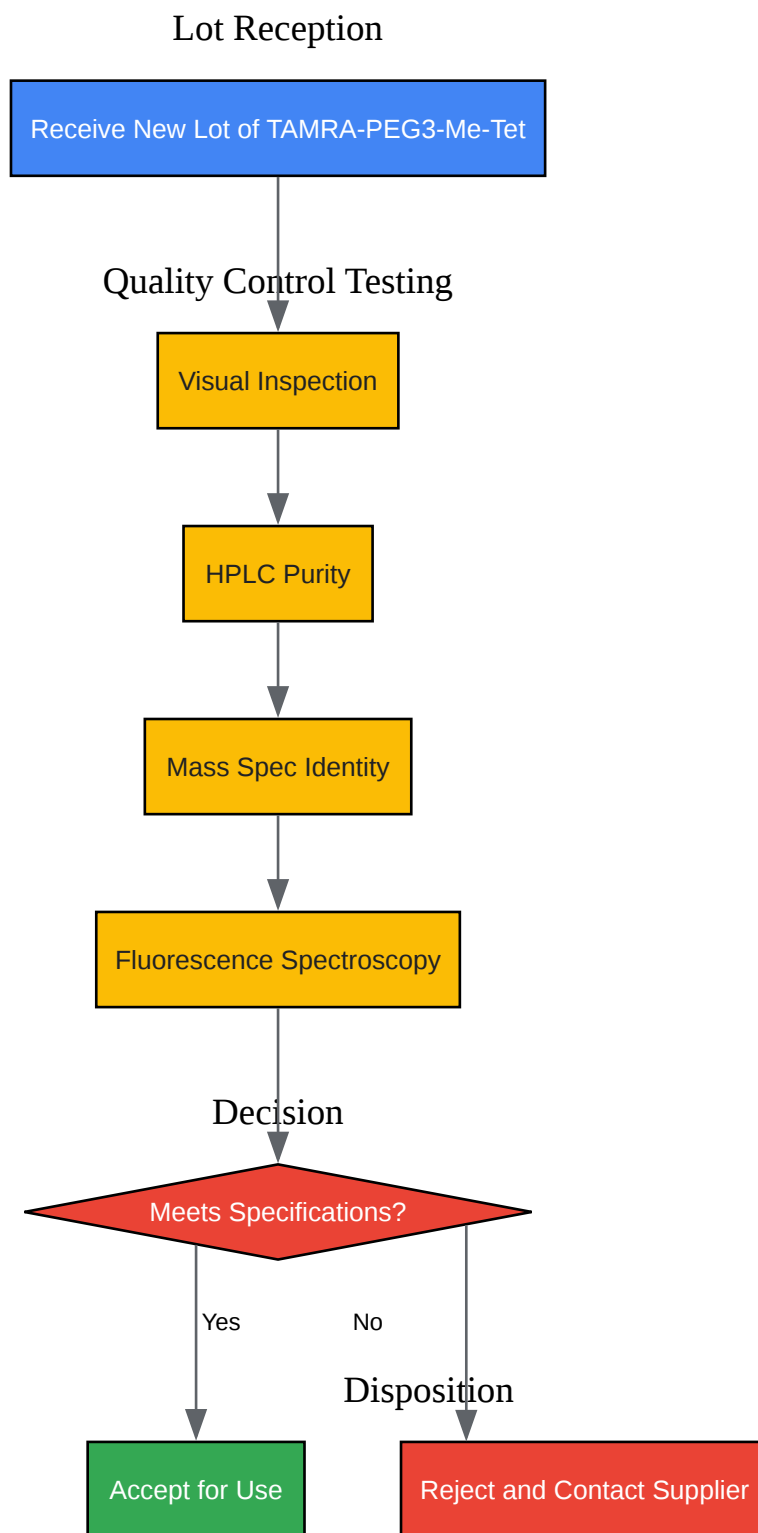 Lot Reception
Receive New Lot of TAMRA-PEG3-Me-Tet
Quality Control Testing
Visual Inspection
HPLC Purity
Mass Spec Identity
Fluorescence Spectroscopy
Decision
Meets Specifications?
Yes
No
Disposition
Accept for Use
Reject and Contact Supplier